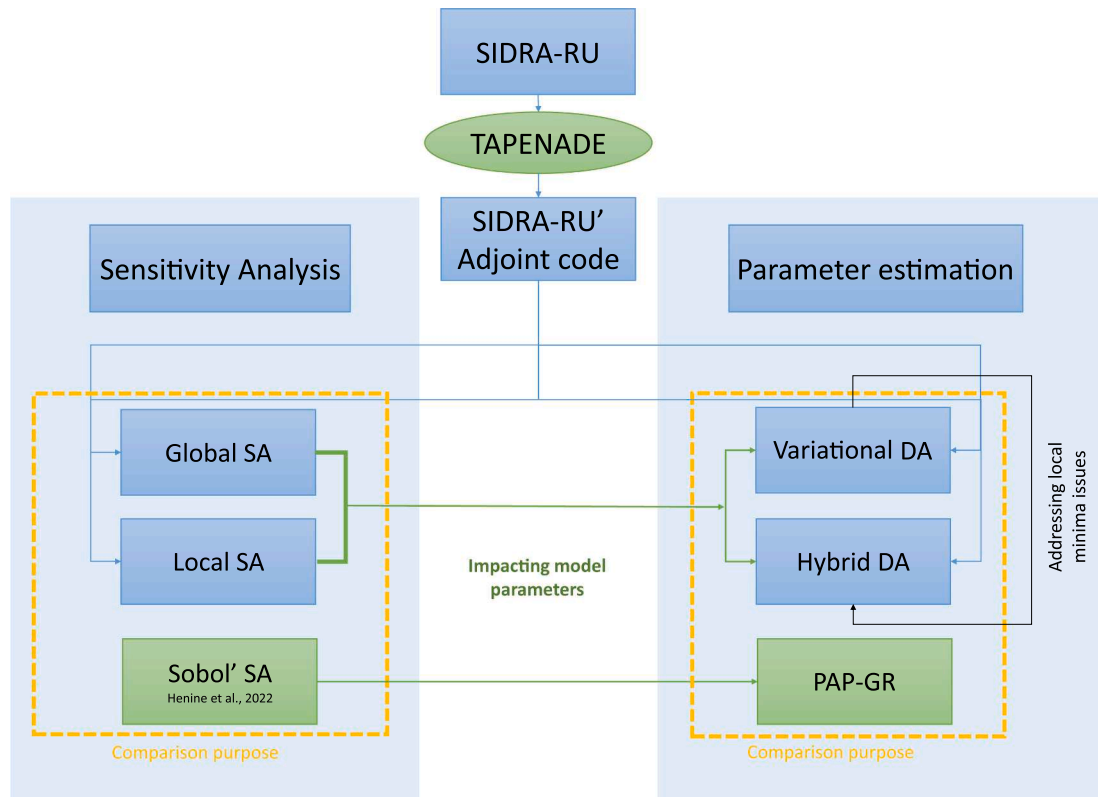 SIDRA-RU
TAPENADE
SIDRA-RU’
Adjoint code
Sensitivity Analysis
Parameter estimation
Global SA
Local SA
Sobol’ SA
Henine et al., 2022
Comparison purpose
Impacting model
parameters
Variational DA
Hybrid DA
PAP-GR
Comparison purpose
Addressing local
minima issues